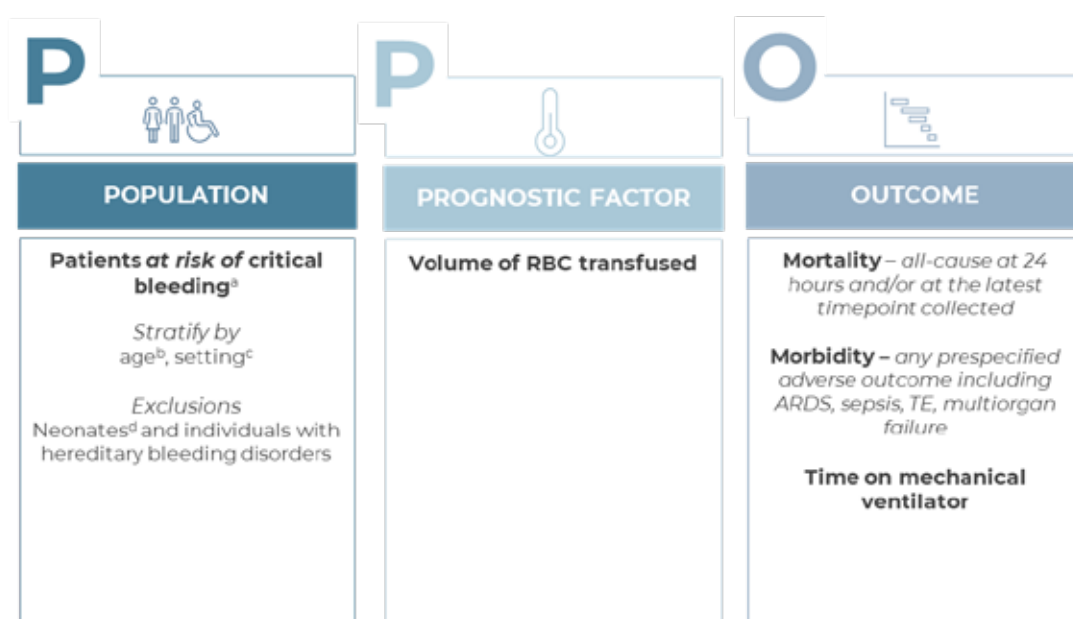 P
POPULATION
Patients at risk of critical
bleedingᵃ
Stratify by
ageᵇ, settingᶜ
Exclusions
Neonatesᵈ and individuals with
hereditary bleeding disorders
P
PROGNOSTIC FACTOR
Volume of RBC transfused
O
OUTCOME
Mortality – all-cause at 24
hours and/or at the latest
timepoint collected
Morbidity – any prespecified
adverse outcome including
ARDS, sepsis, TE, multiorgan
failure
Time on mechanical
ventilator